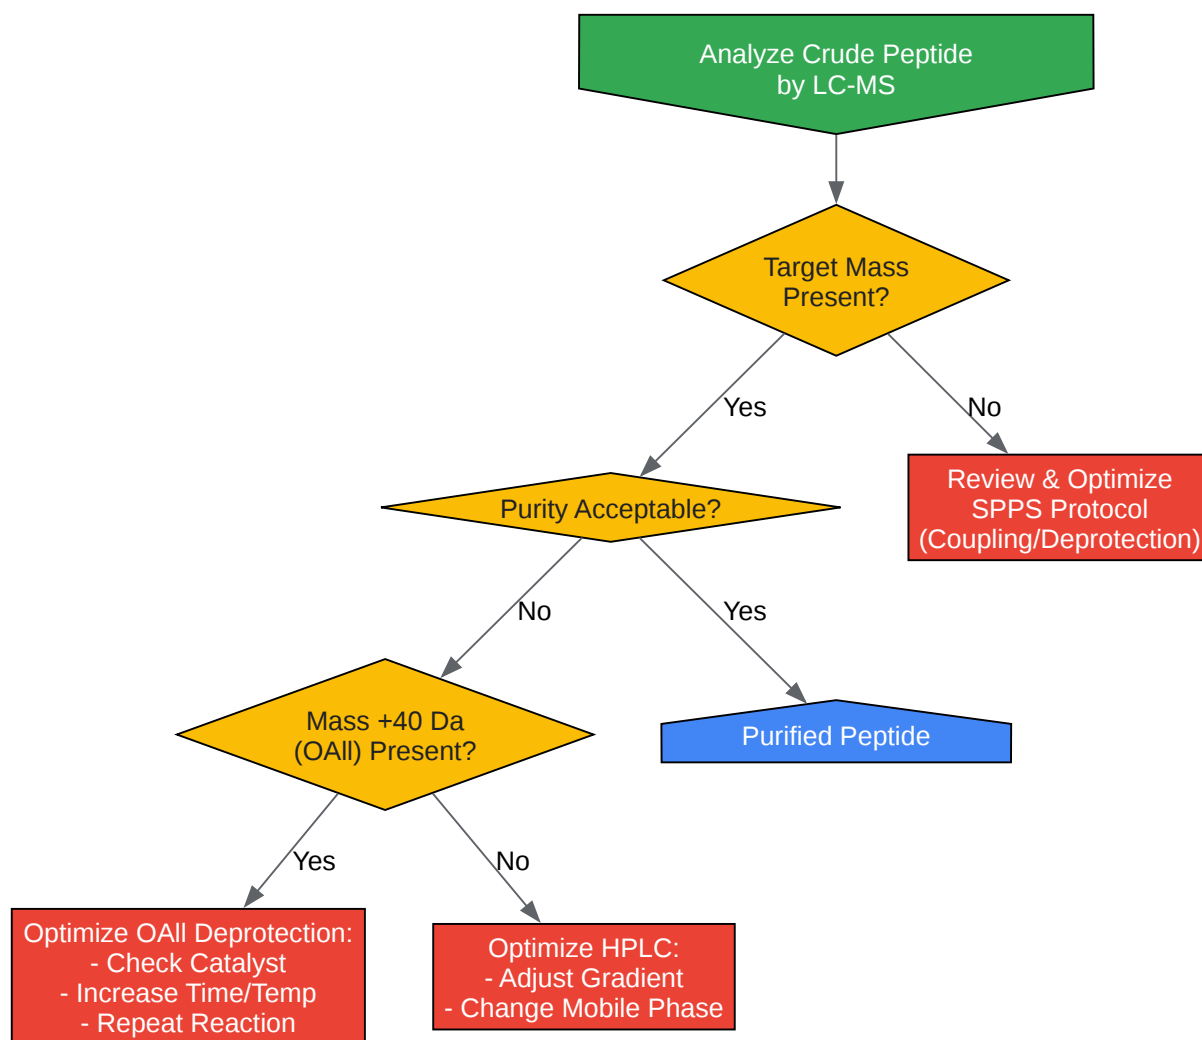 Analyze Crude Peptide
by LC-MS
Target Mass
Present?
Yes
No
Review & Optimize
SPPS Protocol
(Coupling/Deprotection)
Purity Acceptable?
No
Yes
Mass +40 Da
(OAll) Present?
Purified Peptide
Yes
No
Optimize OAll Deprotection:
- Check Catalyst
- Increase Time/Temp
- Repeat Reaction
Optimize HPLC:
- Adjust Gradient
- Change Mobile Phase